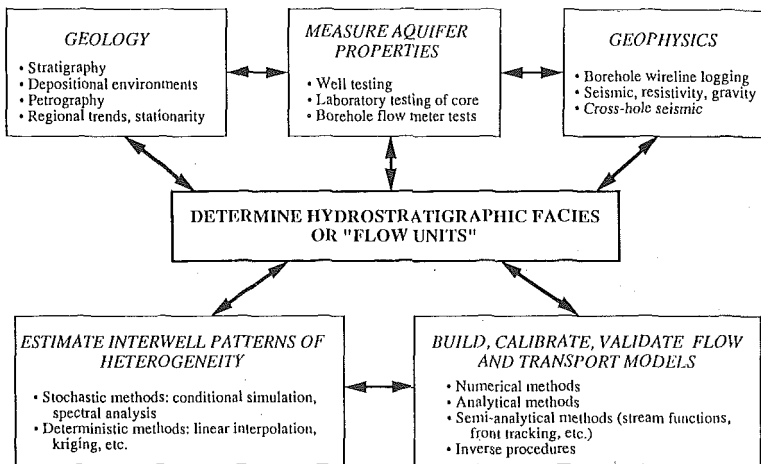 GEOLOGY
• Stratigraphy
• Depositional environments
• Petrography
• Regional trends, stationarity
MEASURE AQUIFER
PROPERTIES
• Well testing
• Laboratory testing of core
• Borehole flow meter tests
GEOPHYSICS
• Borehole wireline logging
• Seismic, resistivity, gravity
• Cross-hole seismic
DETERMINE HYDROSTRATIGRAPHIC FACIES
OR "FLOW UNITS"
ESTIMATE INTERWELL PATTERNS OF
HETEROGENEITY
• Stochastic methods: conditional simulation,
spectral analysis
• Deterministic methods: linear interpolation,
kriging, etc.
BUILD, CALIBRATE, VALIDATE FLOW
AND TRANSPORT MODELS
• Numerical methods
• Analytical methods
• Semi-analytical methods (stream functions,
front tracking, etc.)
• Inverse procedures